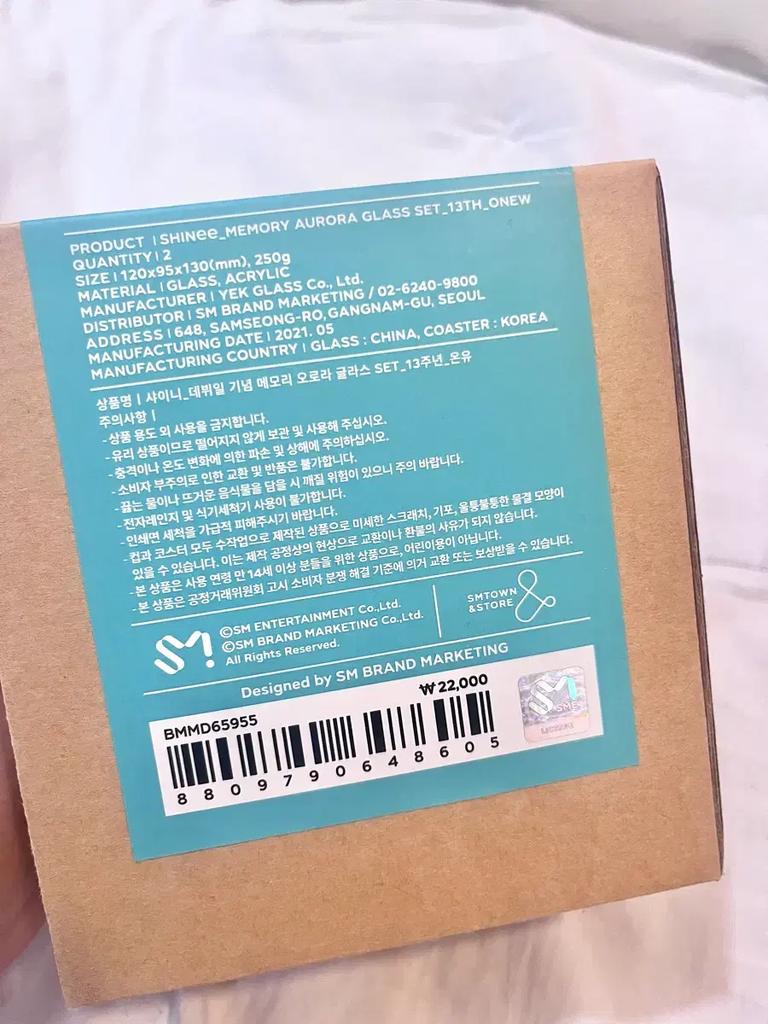 PRODUCT | SHINee_MEMORY AURORA GLASS SET_13TH_ONEW
QUANTITY | 2
SIZE | 120x95x130(mm), 250g
MATERIAL | GLASS, ACRYLIC
MANUFACTURER | YEK GLASS Co., Ltd.
DISTRIBUTOR | SM BRAND MARKETING / 02-6240-9800
ADDRESS | 648, SAMSEONG-RO, GANGNAM-GU, SEOUL
MANUFACTURING DATE | 2021. 05
MANUFACTURING COUNTRY | GLASS : CHINA, COASTER : KOREA
상품명 | 샤이니_데뷔일 기념 메모리 오로라 글라스 SET_13주년_온유
주의사항 |
- 상품 용도 외 사용을 금지합니다.
- 유리 상품이므로 떨어지지 않게 보관 및 사용해 주십시오.
- 충격이나 온도 변화에 의한 파손 및 상해에 주의하십시오.
- 소비자 부주의로 인한 교환 및 반품은 불가합니다.
- 끓는 물이나 뜨거운 음식물을 담을 시 깨질 위험이 있으니 주의 바랍니다.
- 전자레인지 및 식기세척기 사용이 불가합니다.
- 인쇄면 세척을 가급적 피해주시기 바랍니다.
- 컵과 코스터 모두 수작업으로 제작된 상품으로 미세한 스크래치, 기포, 울퉁불퉁한 물결 모양이
있을 수 있습니다. 이는 제작 공정상의 현상으로 교환이나 환불의 사유가 되지 않습니다.
- 본 상품은 사용 연령 만 14세 이상 분들을 위한 상품으로, 어린이용이 아닙니다.
- 본 상품은 공정거래위원회 고시 소비자 분쟁 해결 기준에 의거 교환 또는 보상받을 수 있습니다.
SM!
©SM ENTERTAINMENT Co.,Ltd.
©SM BRAND MARKETING Co.,Ltd.
All Rights Reserved.
SMTOWN
&STORE
Designed by SM BRAND MARKETING
BMMD65955
₩22,000
8809790648605
SM
SME